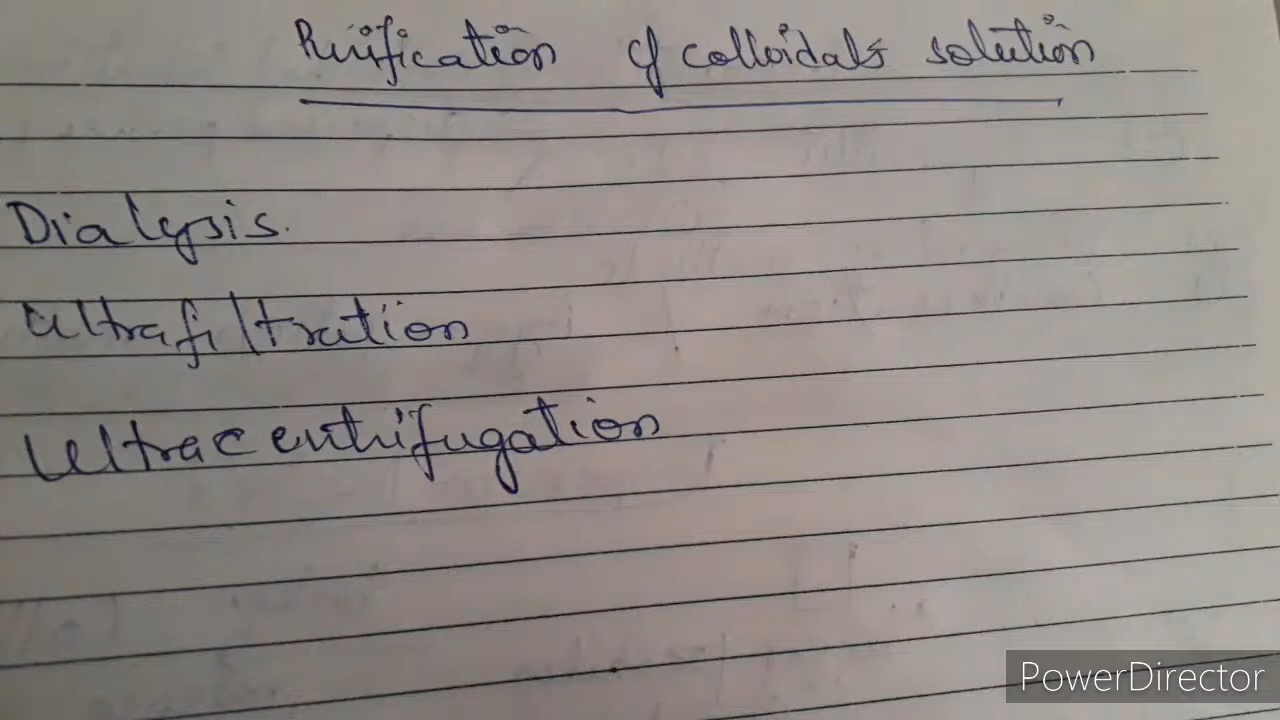 Purification of colloidals solution
Dialysis.
Ultrafiltration
Ultracentrifugation
PowerDirector